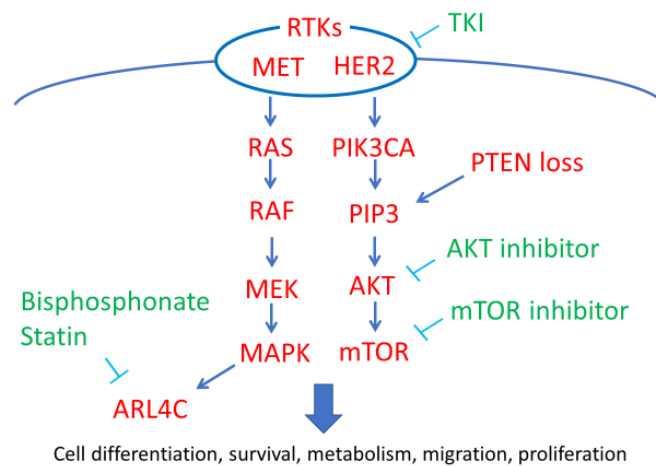 RTKs
TKI
MET HER2
RAS PIK3CA
PTEN loss
RAF PIP3
AKT inhibitor
MEK AKT
Bisphosphonate
Statin
mTOR inhibitor
MAPK mTOR
ARL4C
Cell differentiation, survival, metabolism, migration, proliferation